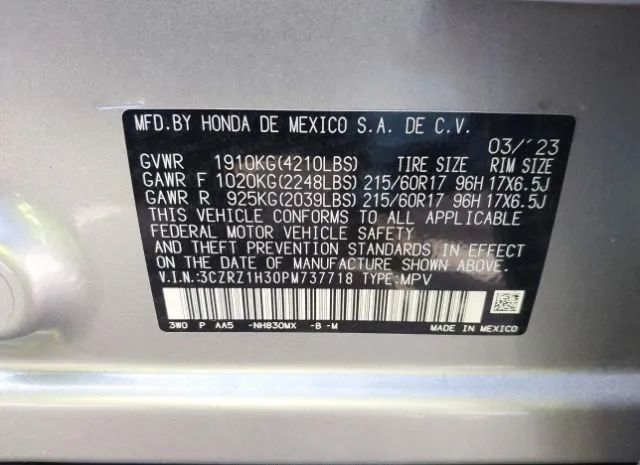 MFD.BY HONDA DE MEXICO S.A. DE C.V.
03/'23
GVWR 1910KG(4210LBS) TIRE SIZE RIM SIZE
GAWR F 1020KG(2248LBS) 215/60R17 96H 17X6.5J
GAWR R 925KG(2039LBS) 215/60R17 96H 17X6.5J
THIS VEHICLE CONFORMS TO ALL APPLICABLE
FEDERAL MOTOR VEHICLE SAFETY
AND THEFT PREVENTION STANDARDS IN EFFECT
ON THE DATE OF MANUFACTURE SHOWN ABOVE.
V.I.N:3CZRZ1H30PM737718 TYPE:MPV
3W0 P AA5 -NH830MX -B -M
MADE IN MEXICO